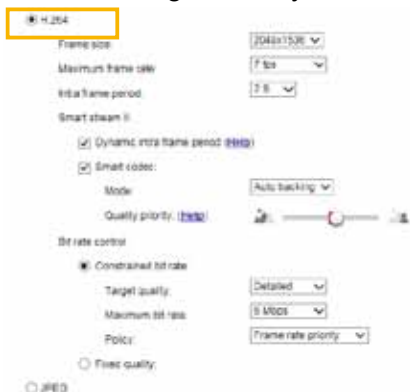 H.264
Frame size: 2048x1536
Maximum frame rate: 7 fps
Intra frame period:
Smart stream II:
Dynamic intra frame period (Help)
Smart codec:
Mode: Auto tracking
Quality priority: (Help)
Bit rate control
Constrained bit rate
Target quality: Detailed
Maximum bit rate: Mbps
Policy: Frame rate priority
Fixed quality:
JPEG